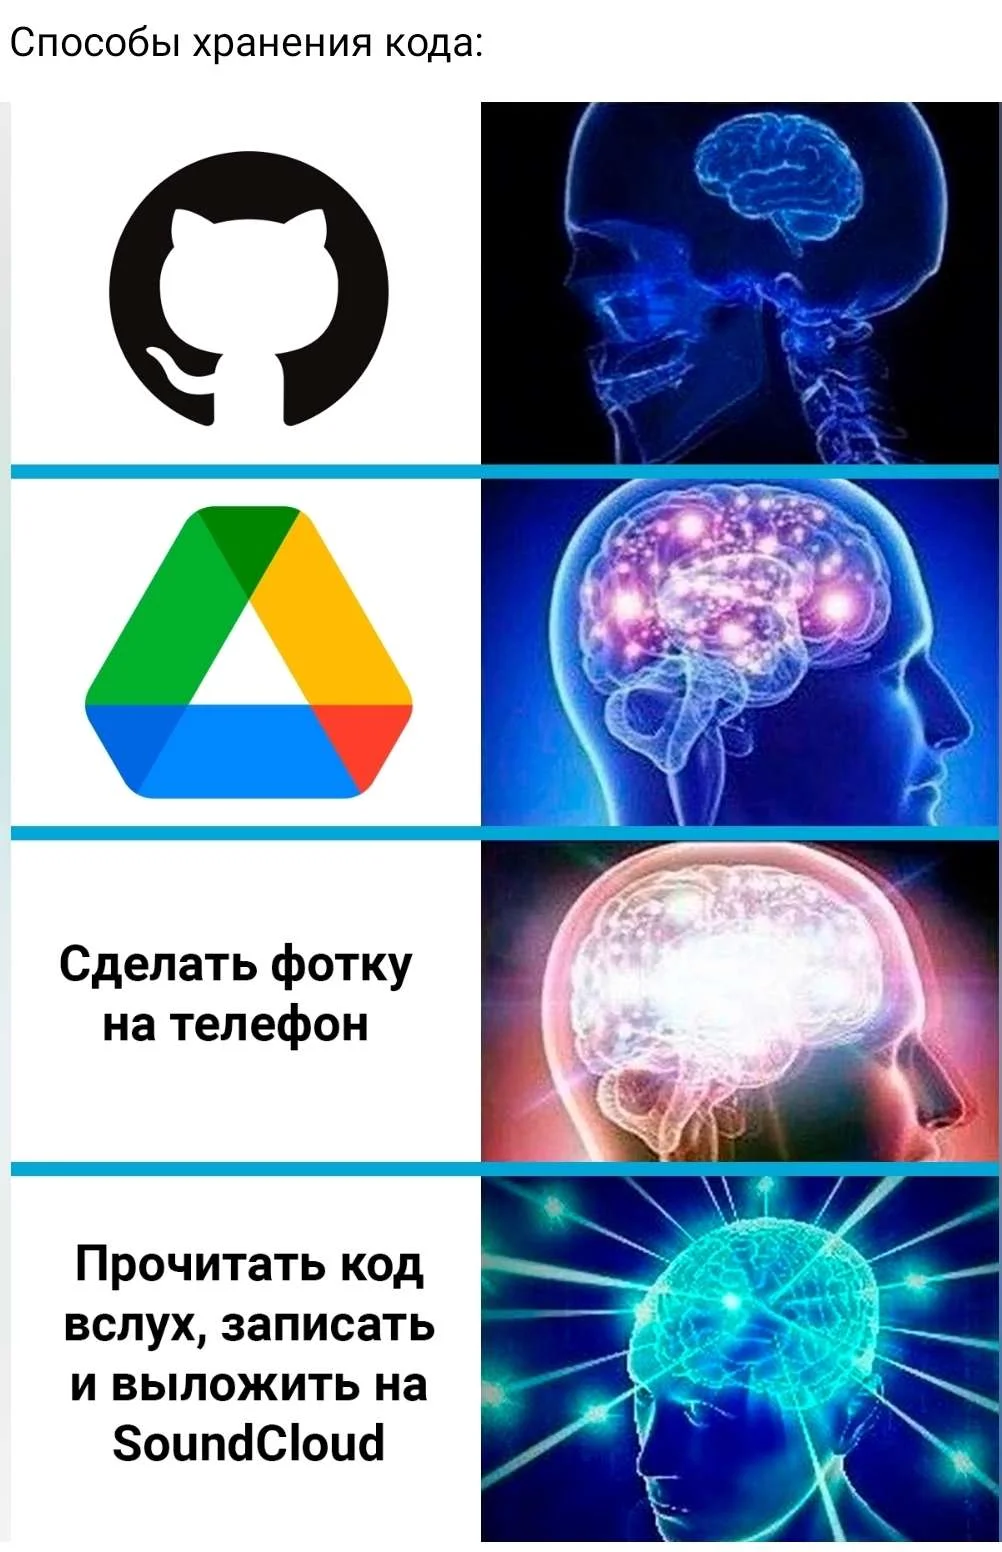 Способы хранения кода:
Сделать фотку
на телефон
Прочитать код
вслух, записать
и выложить на
SoundCloud